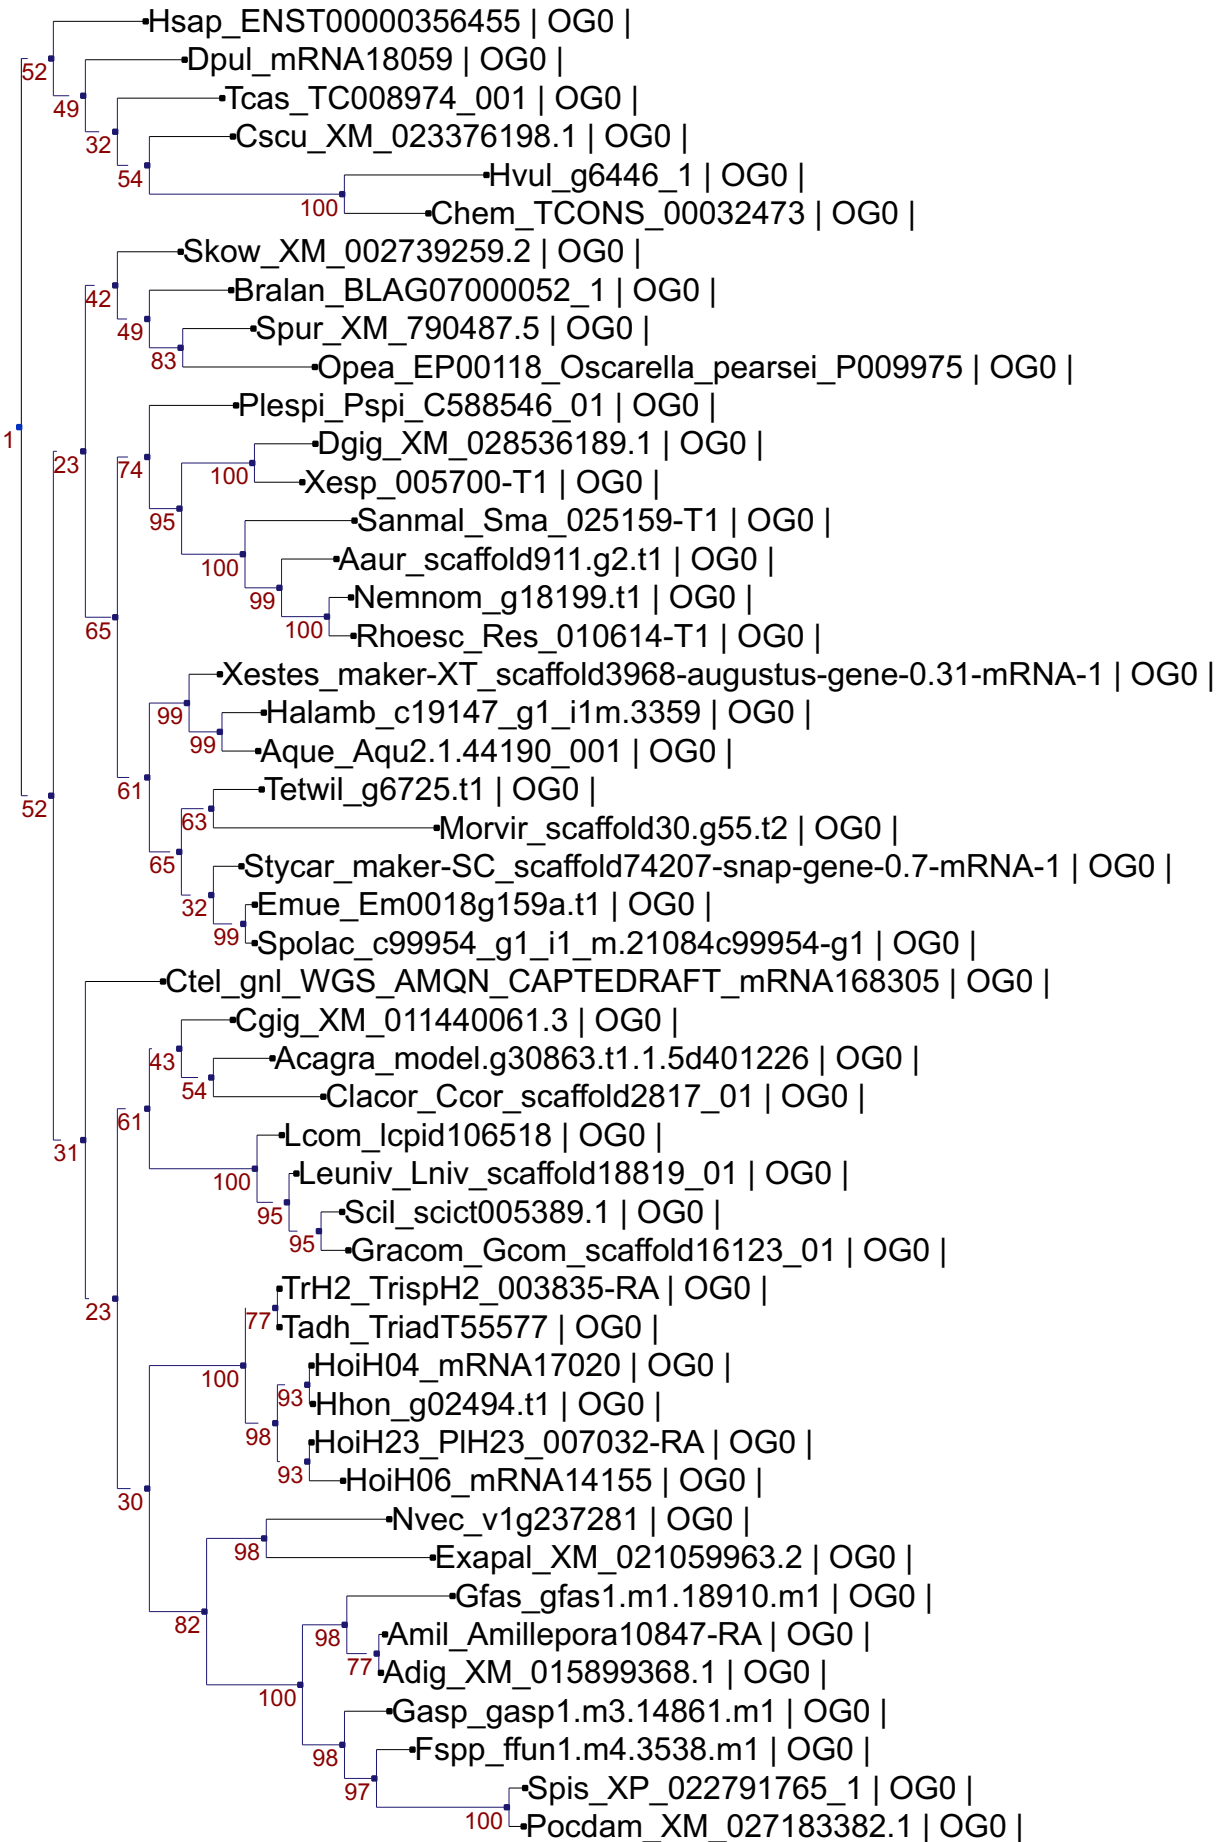 Hsap_ENST00000356455 | OG0 |
52
Dpul_mRNA18059 | OG0 |
49
Tcas_TC008974_001 | OG0 |
32
Cscu_XM_023376198.1 | OG0 |
54
Hvul_g6446_1 | OG0 |
100
Chem_TCONS_00032473 | OG0 |
Skow_XM_002739259.2 | OG0 |
42
Bralan_BLAG07000052_1 | OG0 |
49
Spur_XM_790487.5 | OG0 |
83
Opea_EP00118_Oscarella_pearsei_P009975 | OG0 |
Plespi_Pspi_C588546_01 | OG0 |
1
Dgig_XM_028536189.1 | OG0 |
23
74
100
Xesp_005700-T1 | OG0 |
95
Sanmal_Sma_025159-T1 | OG0 |
100
Aaur_scaffold911.g2.t1 | OG0 |
99
Nemnom_g18199.t1 | OG0 |
65
100
Rhoesc_Res_010614-T1 | OG0 |
Xestes_maker-XT_scaffold3968-augustus-gene-0.31-mRNA-1 | OG0 |
99
Halamb_c19147_g1_i1m.3359 | OG0 |
99
Aque_Aqu2.1.44190_001 | OG0 |
61
Tetwil_g6725.t1 | OG0 |
52
63
Morvir_scaffold30.g55.t2 | OG0 |
65
Stycar_maker-SC_scaffold74207-snap-gene-0.7-mRNA-1 | OG0 |
32
Emue_Em0018g159a.t1 | OG0 |
99
Spolac_c99954_g1_i1_m.21084c99954-g1 | OG0 |
Ctel_gnl_WGS_AMQN_CAPTEDRAFT_mRNA168305 | OG0 |
Cgig_XM_011440061.3 | OG0 |
43
Acagra_model.g30863.t1.1.5d401226 | OG0 |
54
Clacor_Ccor_scaffold2817_01 | OG0 |
61
Lcom_lcpid106518 | OG0 |
31
100
Leuniv_Lniv_scaffold18819_01 | OG0 |
95
Scil_scict005389.1 | OG0 |
95
Gracom_Gcom_scaffold16123_01 | OG0 |
TrH2_TrispH2_003835-RA | OG0 |
23
77
Tadh_TriadT55577 | OG0 |
100
HoiH04_mRNA17020 | OG0 |
93
Hhon_g02494.t1 | OG0 |
98
HoiH23_PlH23_007032-RA | OG0 |
93
HoiH06_mRNA14155 | OG0 |
30
Nvec_v1g237281 | OG0 |
98
Exapal_XM_021059963.2 | OG0 |
Gfas_gfas1.m1.18910.m1 | OG0 |
82
98
Amil_Amillepora10847-RA | OG0 |
77
Adig_XM_015899368.1 | OG0 |
100
Gasp_gasp1.m3.14861.m1 | OG0 |
98
Fspp_ffun1.m4.3538.m1 | OG0 |
97
Spis_XP_022791765_1 | OG0 |
100
Pocdam_XM_027183382.1 | OG0 |